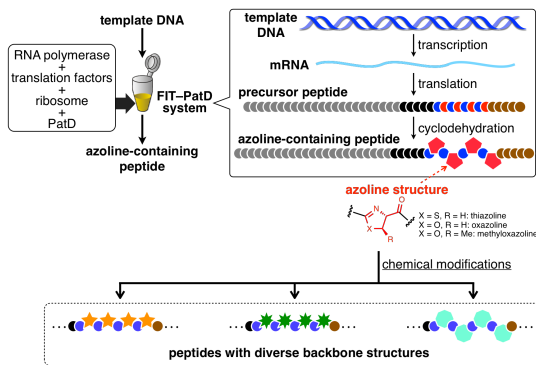 template DNA
RNA polymerase
+
translation factors
+
ribosome
+
PatD
FIT–PatD
system
azoline-containing
peptide
template
DNA
transcription
mRNA
translation
precursor peptide
cyclodehydration
azoline-containing peptide
azoline structure
N
X
R
O
X = S, R = H: thiazoline
X = O, R = H: oxazoline
X = O, R = Me: methyloxazoline
chemical modifications
peptides with diverse backbone structures